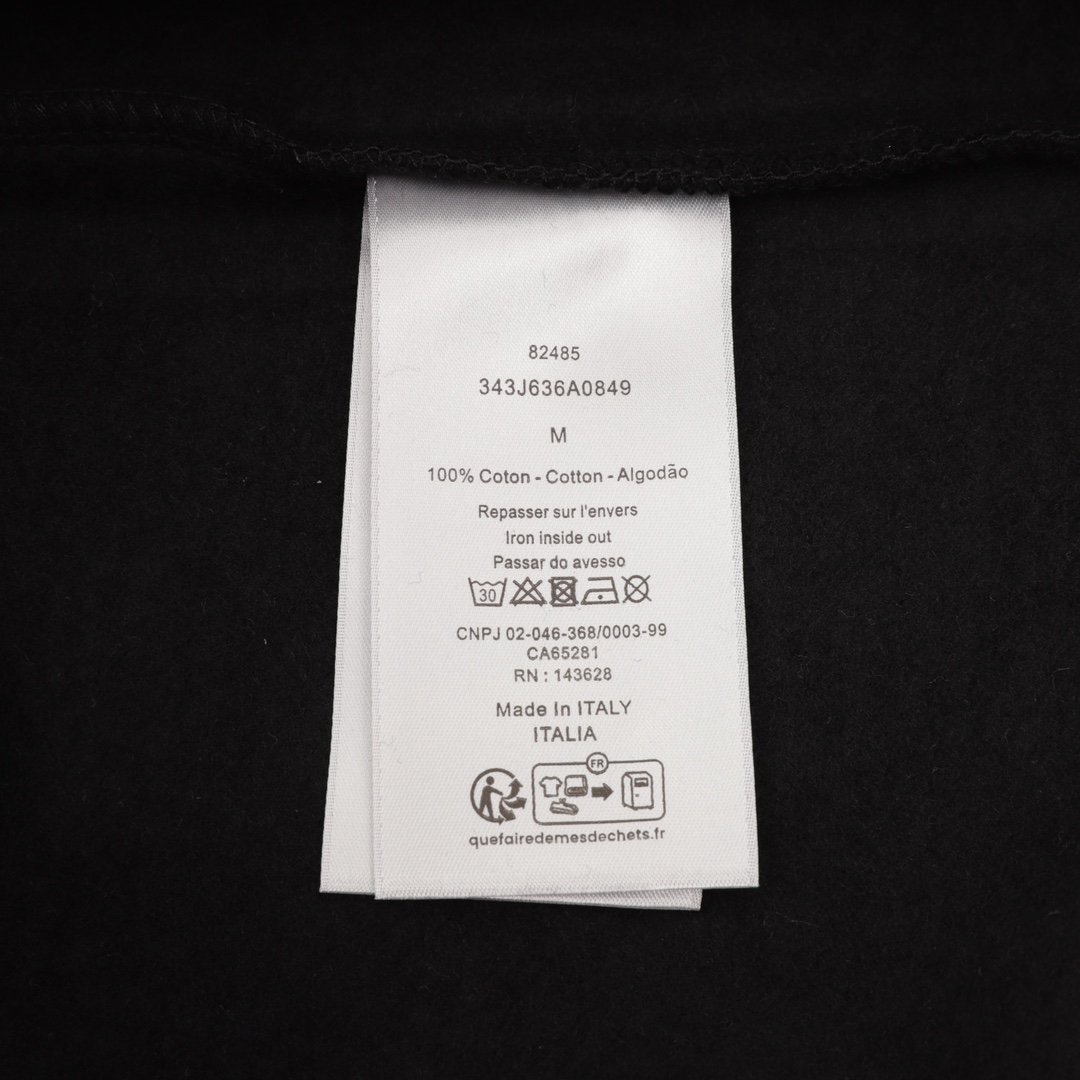 82485
343J636A0849
M
100% Coton - Cotton - Algodão
Repasser sur l'envers
Iron inside out
Passar do avesso
30
CNPJ 02-046-368/0003-99
CA65281
RN : 143628
Made In ITALY
ITALIA
FR
quefairedemesdechets.fr